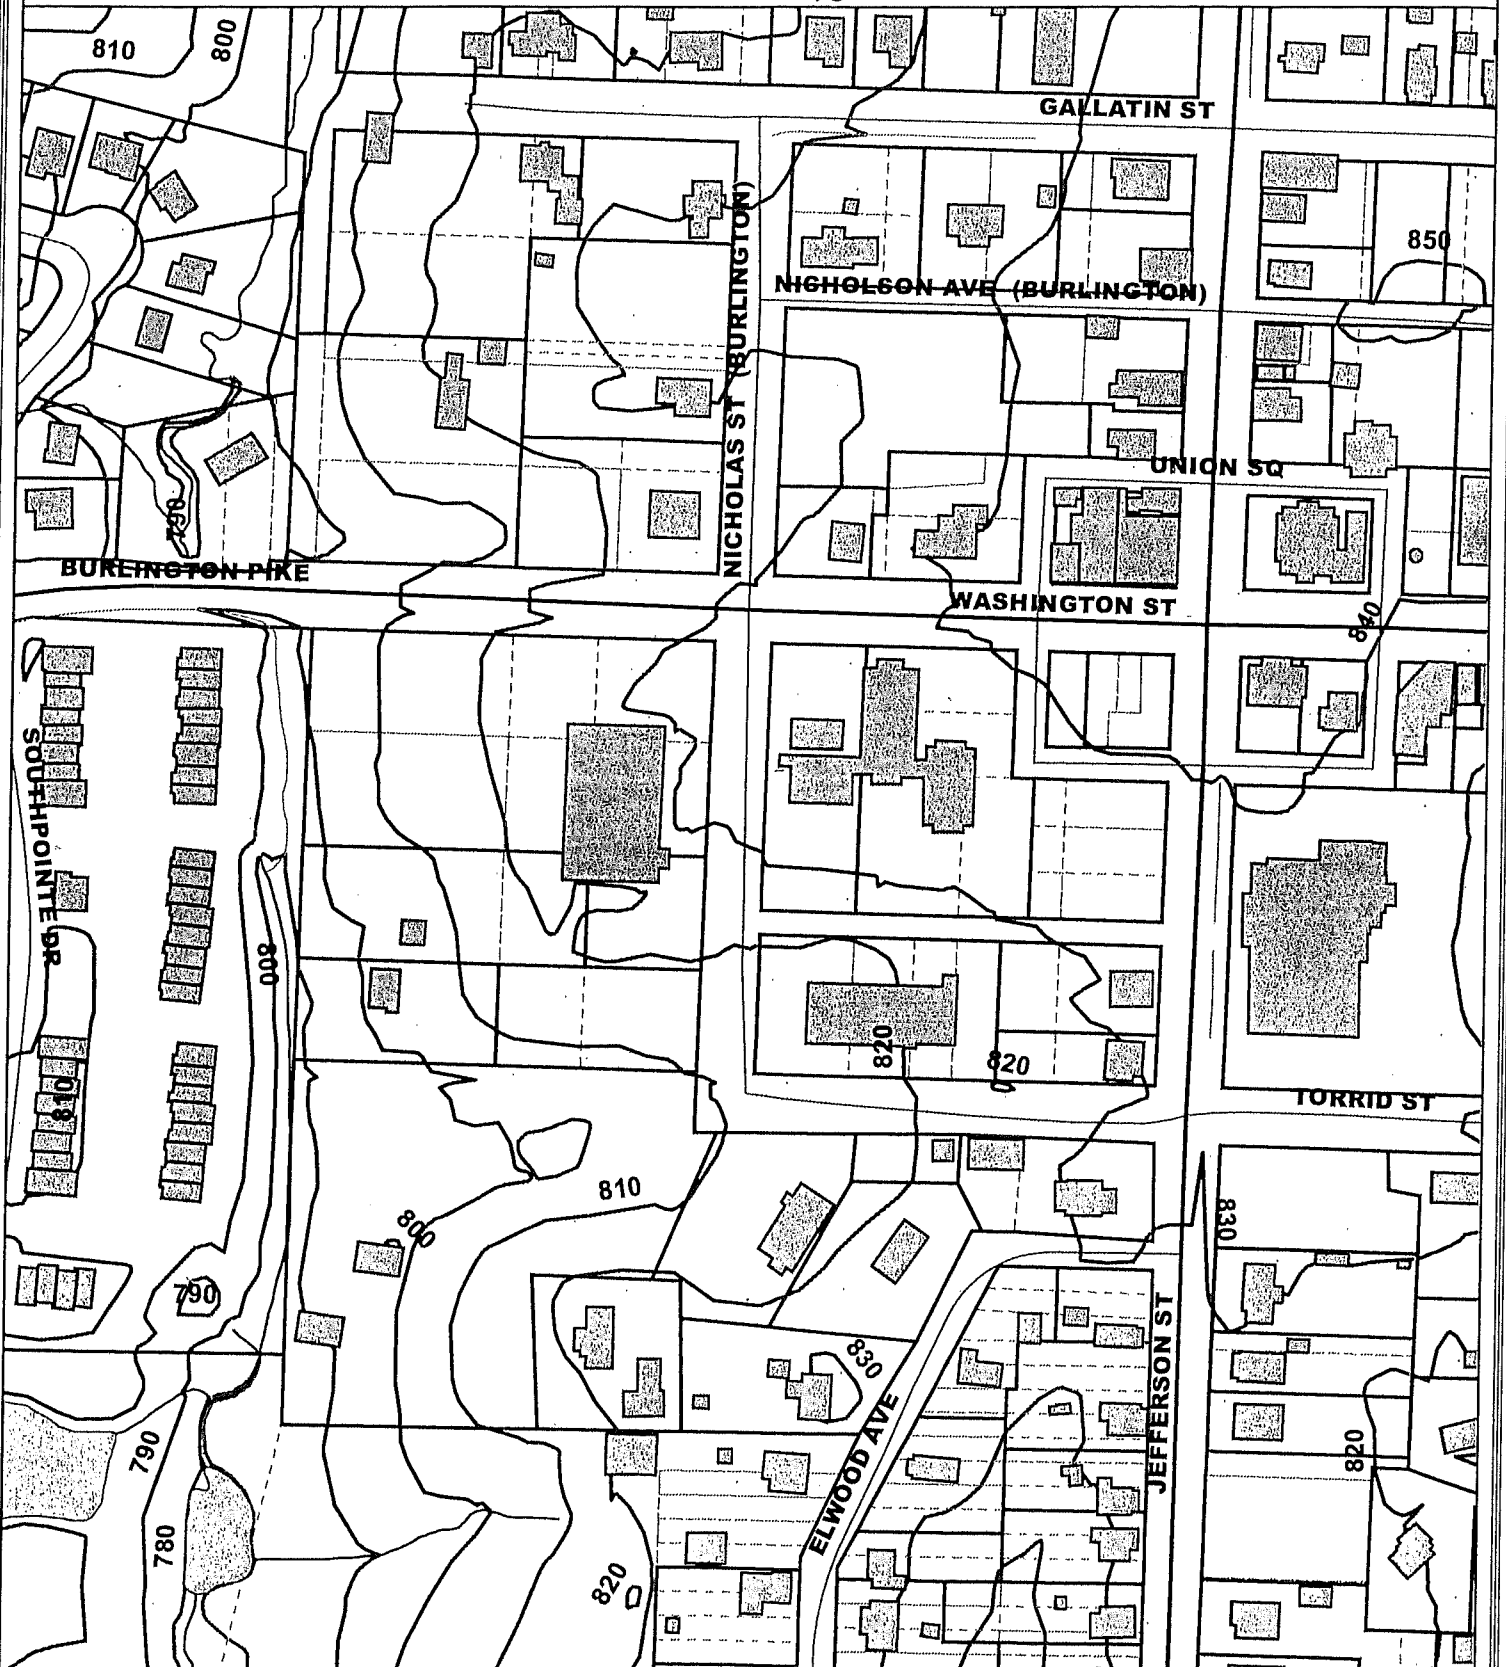 810
800
GALLATIN ST
850
NICHOLSON AVE (BURLINGTON)
NICHOLAS ST (BURLINGTON)
UNION SQ
790
BURLINGTON PIKE
WASHINGTON ST
840
SOUTHPOINTE DR
800
820
820
810
TORRID ST
810
800
830
790
830
JEFFERSON ST
ELWOOD AVE
790
820
780
820